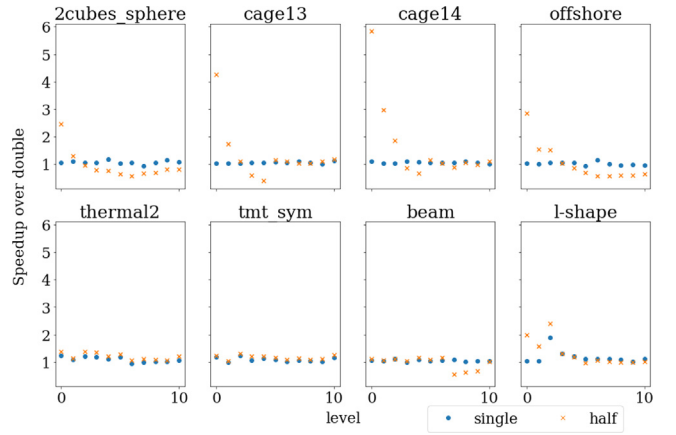 2cubes_sphere cage13 cage14 offshore
6
5
4
3
2
1
Speedup over double
thermal2 tmt_sym beam l-shape
6
5
4
3
2
1
0 10 0 10 0 10 0 10
level
single half